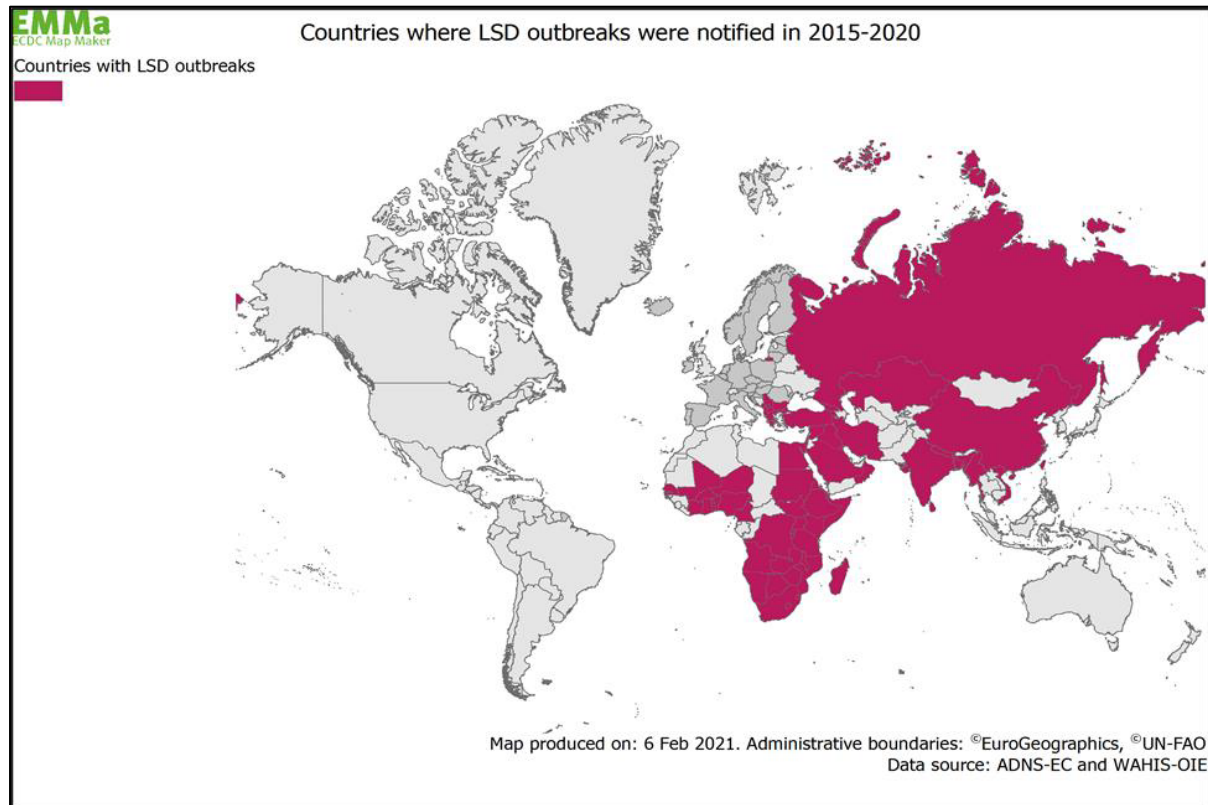 EMMa
ECDC Map Maker
Countries where LSD outbreaks were notified in 2015-2020
Countries with LSD outbreaks
Map produced on: 6 Feb 2021. Administrative boundaries: ©EuroGeographics, ©UN-FAO
Data source: ADNS-EC and WAHIS-OIE